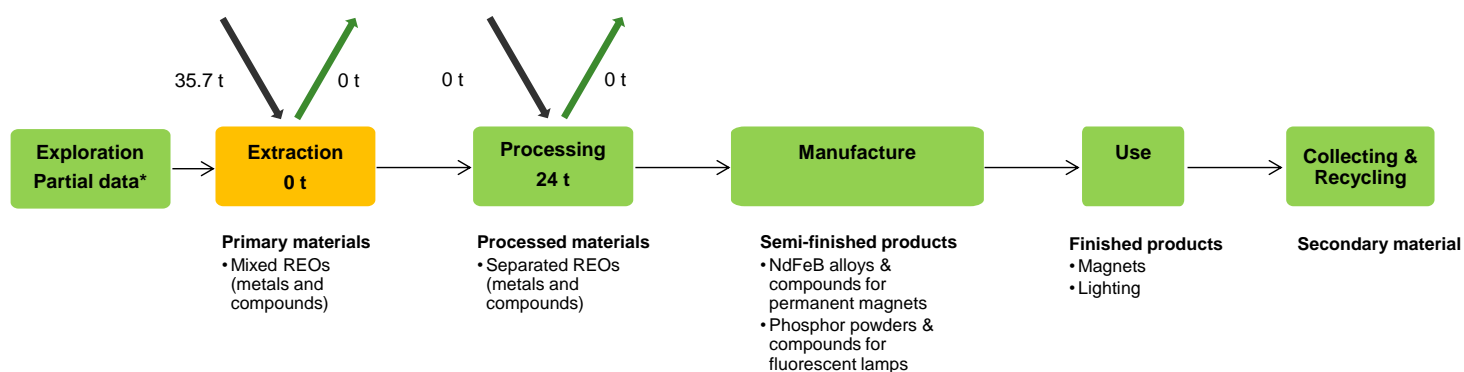 35.7 t
0 t
0 t
0 t
Exploration
Partial data*
Extraction
0 t
Processing
24 t
Manufacture
Use
Collecting &
Recycling
Primary materials
• Mixed REOs
(metals and
compounds)
Processed materials
• Separated REOs
(metals and
compounds)
Semi-finished products
• NdFeB alloys &
compounds for
permanent magnets
• Phosphor powders &
compounds for
fluorescent lamps
Finished products
• Magnets
• Lighting
Secondary material